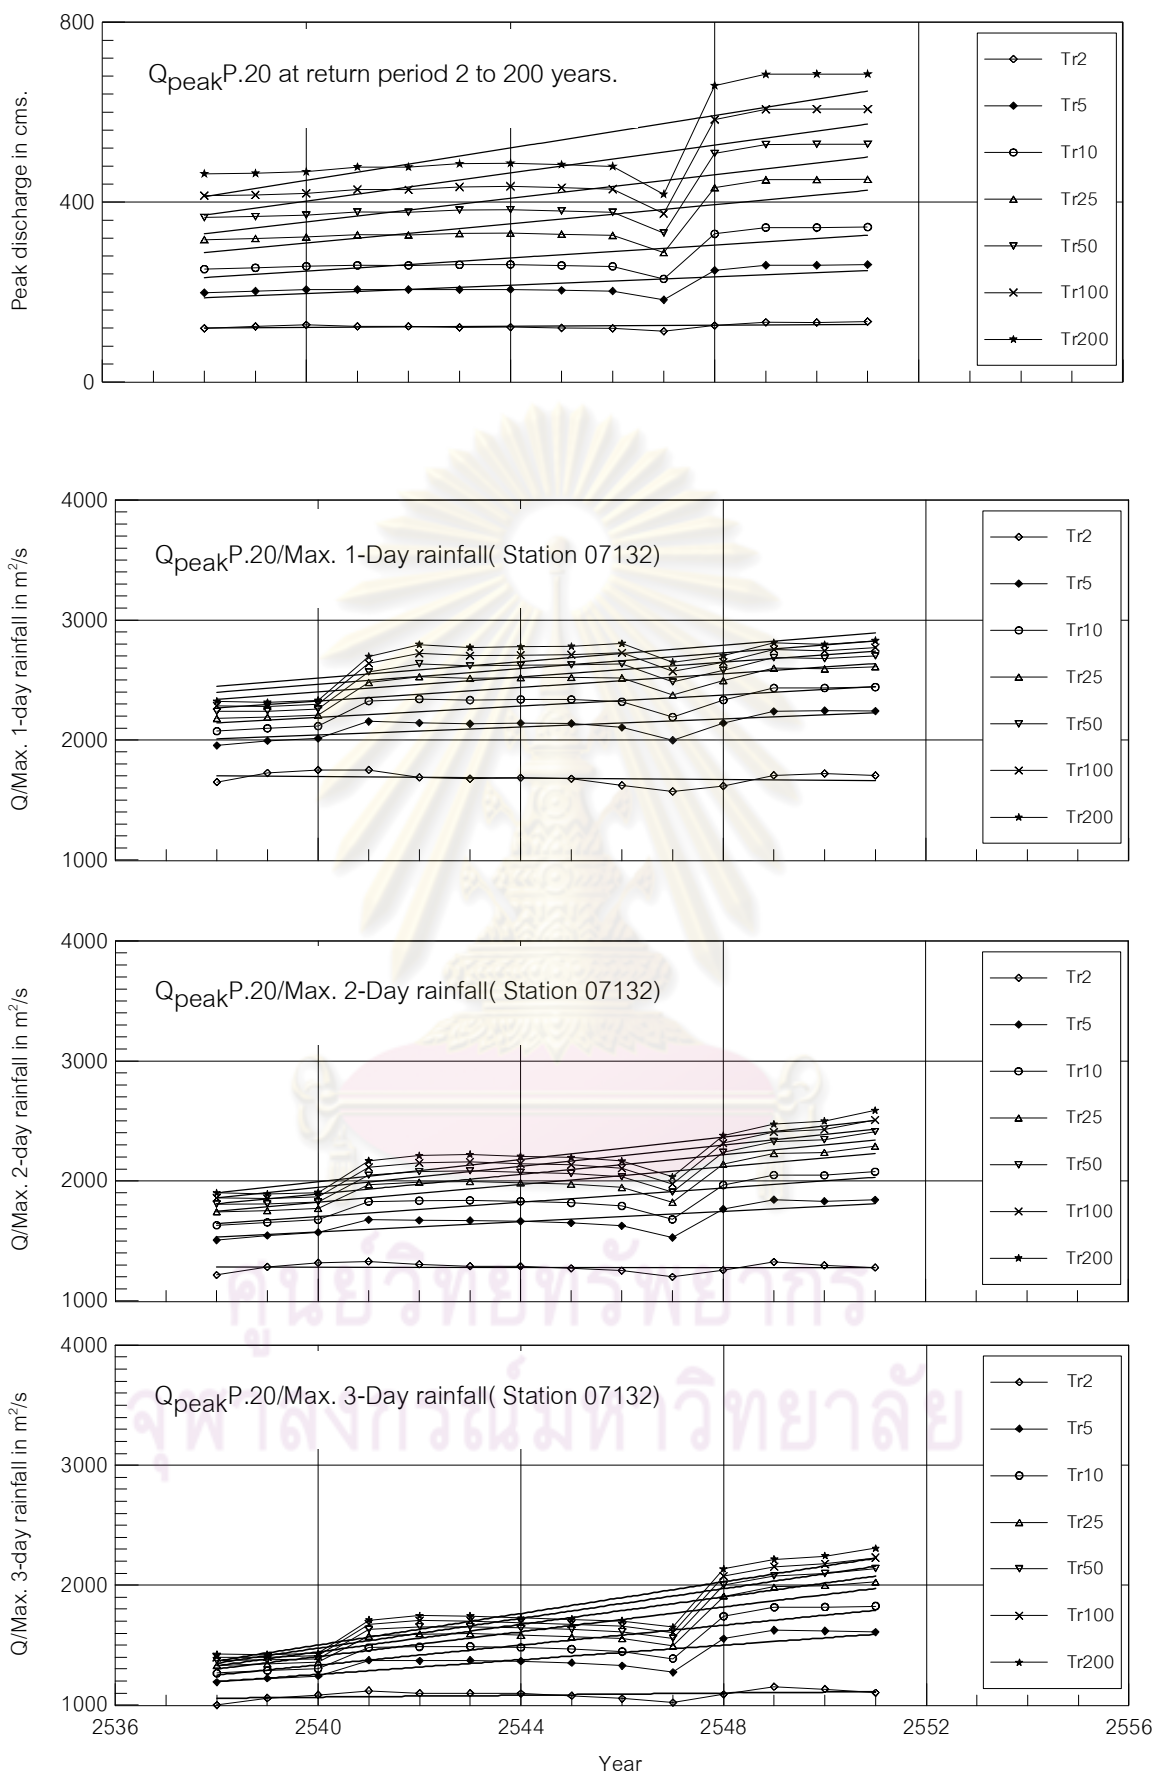 800
400
0
Peak discharge in cms.
QpeakP.20 at return period 2 to 200 years.
Tr2
Tr5
Tr10
Tr25
Tr50
Tr100
Tr200
4000
3000
2000
1000
Q/Max. 1-day rainfall in m²/s
QpeakP.20/Max. 1-Day rainfall( Station 07132)
Tr2
Tr5
Tr10
Tr25
Tr50
Tr100
Tr200
4000
3000
2000
1000
Q/Max. 2-day rainfall in m²/s
QpeakP.20/Max. 2-Day rainfall( Station 07132)
Tr2
Tr5
Tr10
Tr25
Tr50
Tr100
Tr200
ศูนย์วิทยทรัพยากร
จุฬาลงกรณ์มหาวิทยาลัย
4000
3000
2000
1000
Q/Max. 3-day rainfall in m²/s
QpeakP.20/Max. 3-Day rainfall( Station 07132)
Tr2
Tr5
Tr10
Tr25
Tr50
Tr100
Tr200
2536 2540 2544 2548 2552 2556
Year